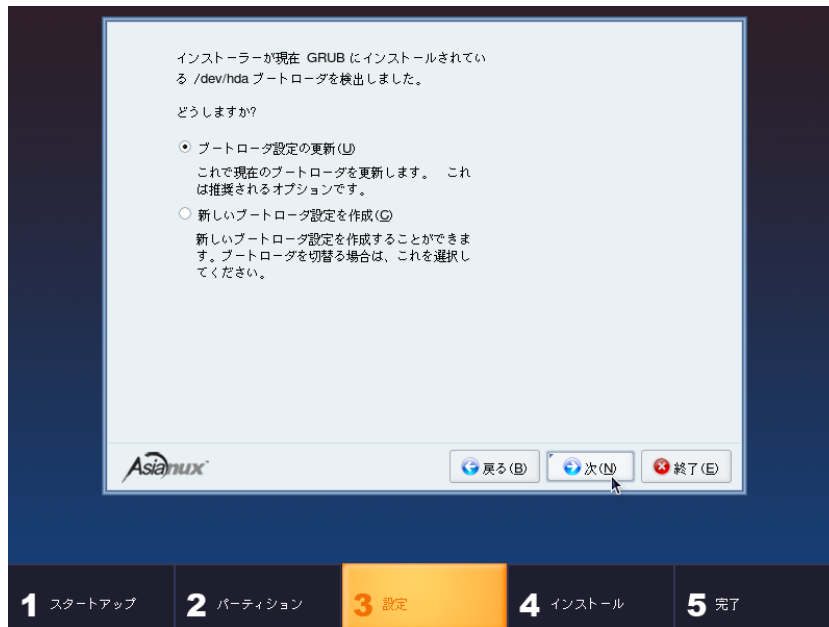 インストーラーが現在 GRUB にインストールされてい
る /dev/hda ブートローダを検出しました。
どうしますか?
ブートローダ設定の更新(U)
これで現在のブートローダを更新します。 これ
は推奨されるオプションです。
新しいブートローダ設定を作成(C)
新しいブートローダ設定を作成することができま
す。ブートローダを切替る場合は、これを選択し
てください。
Asianux
戻る(B) 次(N) 終了(E)
1 スタートアップ 2 パーティション 3 設定 4 インストール 5 完了